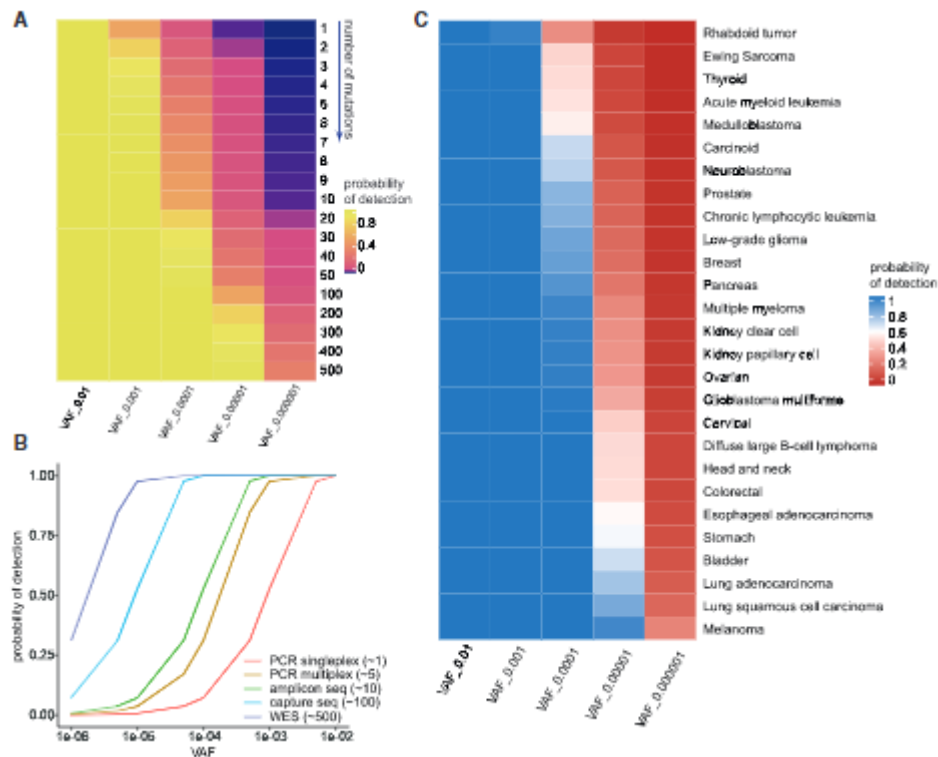 A
1
2
3
4
5
6
7
8
9
10
20
30
40
50
100
200
300
400
500
number of mutations
probability
of detection
0.8
0.4
0
VAF_0.01
VAF_0.001
VAF_0.0001
VAF_0.00001
VAF_0.000001
B
probability of detection
1.00
0.75
0.50
0.25
0.00
1e-06
1e-05
1e-04
1e-03
1e-02
VAF
PCR singleplex (~1)
PCR multiplex (~5)
amplicon seq (~10)
capture seq (~100)
WES (~500)
C
Rhabdoid tumor
Ewing Sarcoma
Thyroid
Acute myeloid leukemia
Medulloblastoma
Carcinoid
Neuroblastoma
Prostate
Chronic lymphocytic leukemia
Low-grade glioma
Breast
Pancreas
Multiple myeloma
Kidney clear cell
Kidney papillary cell
Ovarian
Glioblastoma multiforme
Cervical
Diffuse large B-cell lymphoma
Head and neck
Colorectal
Esophageal adenocarcinoma
Stomach
Bladder
Lung adenocarcinoma
Lung squamous cell carcinoma
Melanoma
probability
of detection
1
0.8
0.6
0.4
0.2
0
VAF_0.01
VAF_0.001
VAF_0.0001
VAF_0.00001
VAF_0.000001